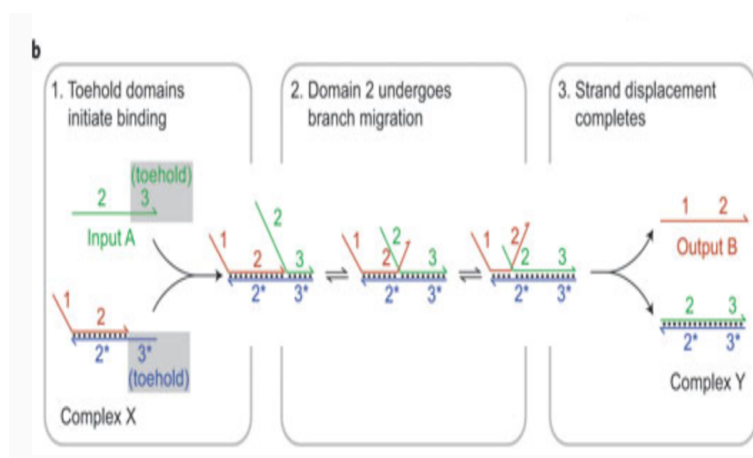 b
1. Toehold domains
initiate binding
2. Domain 2 undergoes
branch migration
3. Strand displacement
completes
(toehold)
2 3
Input A
1
2
2* 3*
(toehold)
Complex X
1 2 2 3
2* 3*
1 2 2 3
2* 3*
1 2 2 3
2* 3*
1 2
Output B
2 3
2* 3*
Complex Y